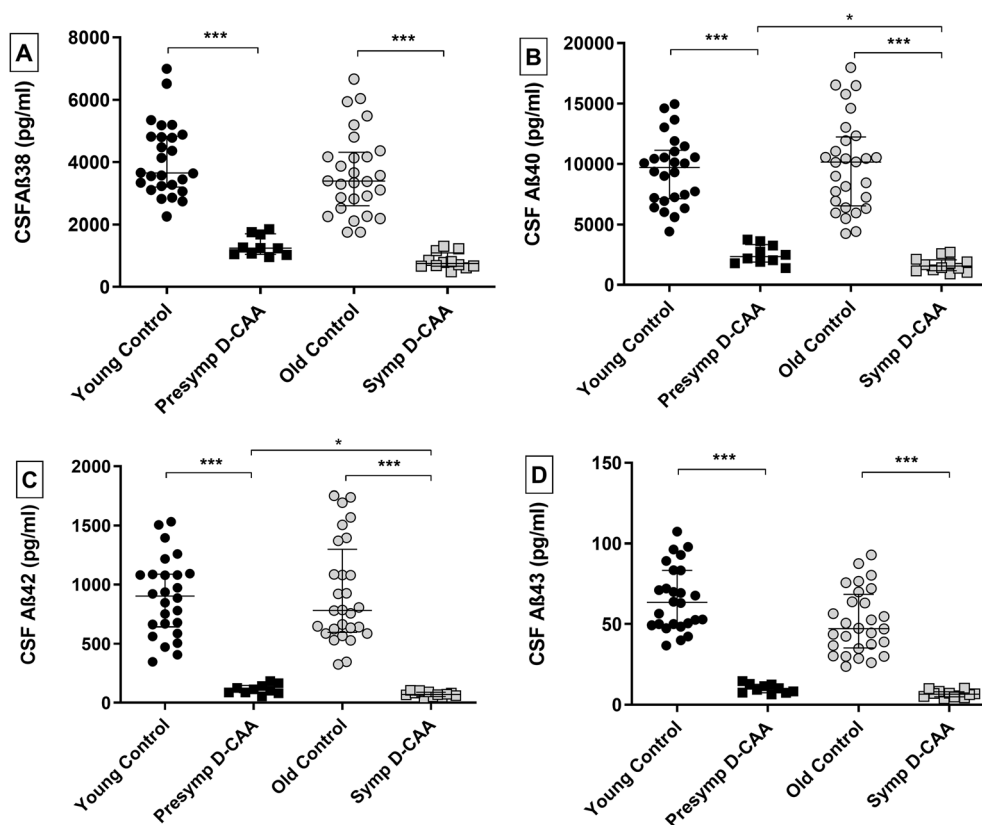 A
CSFAß38 (pg/ml)
8000
6000
4000
2000
0
***
***
Young Control
Presymp D-CAA
Old Control
Symp D-CAA
B
CSF Aß40 (pg/ml)
20000
15000
10000
5000
0
***
*
***
Young Control
Presymp D-CAA
Old Control
Symp D-CAA
C
CSF Aß42 (pg/ml)
2000
1500
1000
500
0
***
*
***
Young Control
Presymp D-CAA
Old Control
Symp D-CAA
D
CSF Aß43 (pg/ml)
150
100
50
0
***
***
Young Control
Presymp D-CAA
Old Control
Symp D-CAA